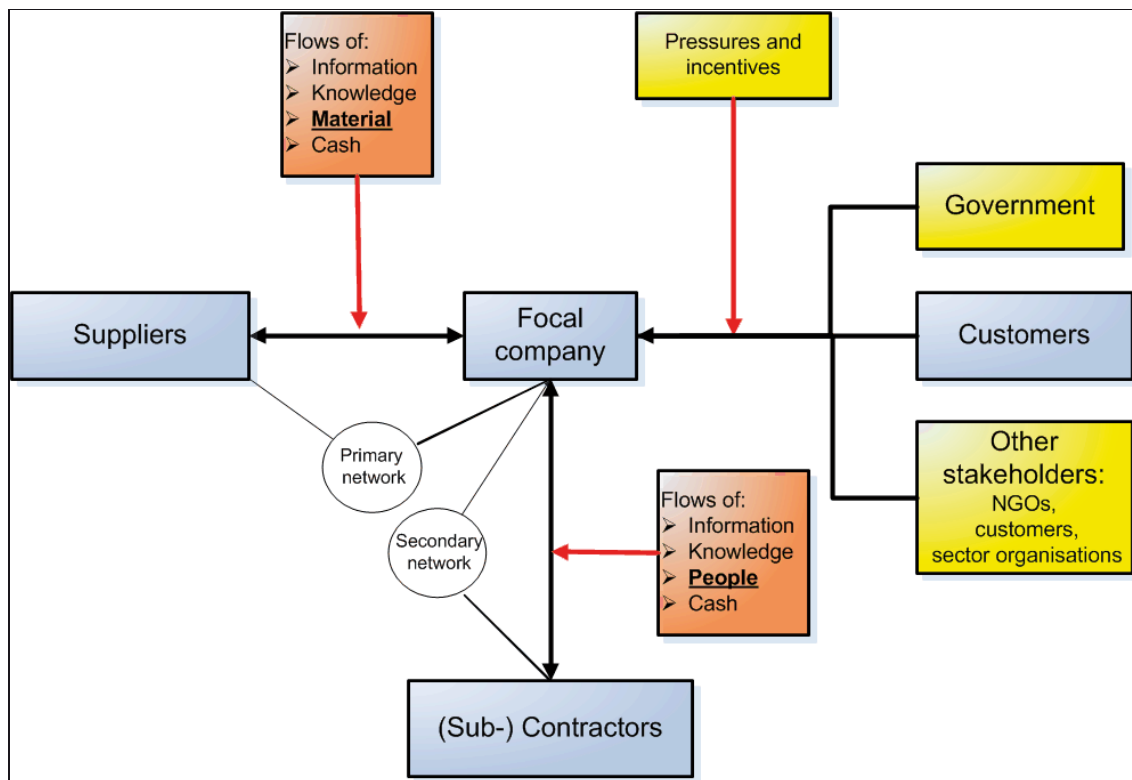 Flows of:
➢ Information
➢ Knowledge
➢ Material
➢ Cash
Pressures and
incentives
Government
Suppliers
Focal
company
Customers
Primary
network
Other
stakeholders:
NGOs,
customers,
sector organisations
Secondary
network
Flows of:
➢ Information
➢ Knowledge
➢ People
➢ Cash
(Sub-) Contractors